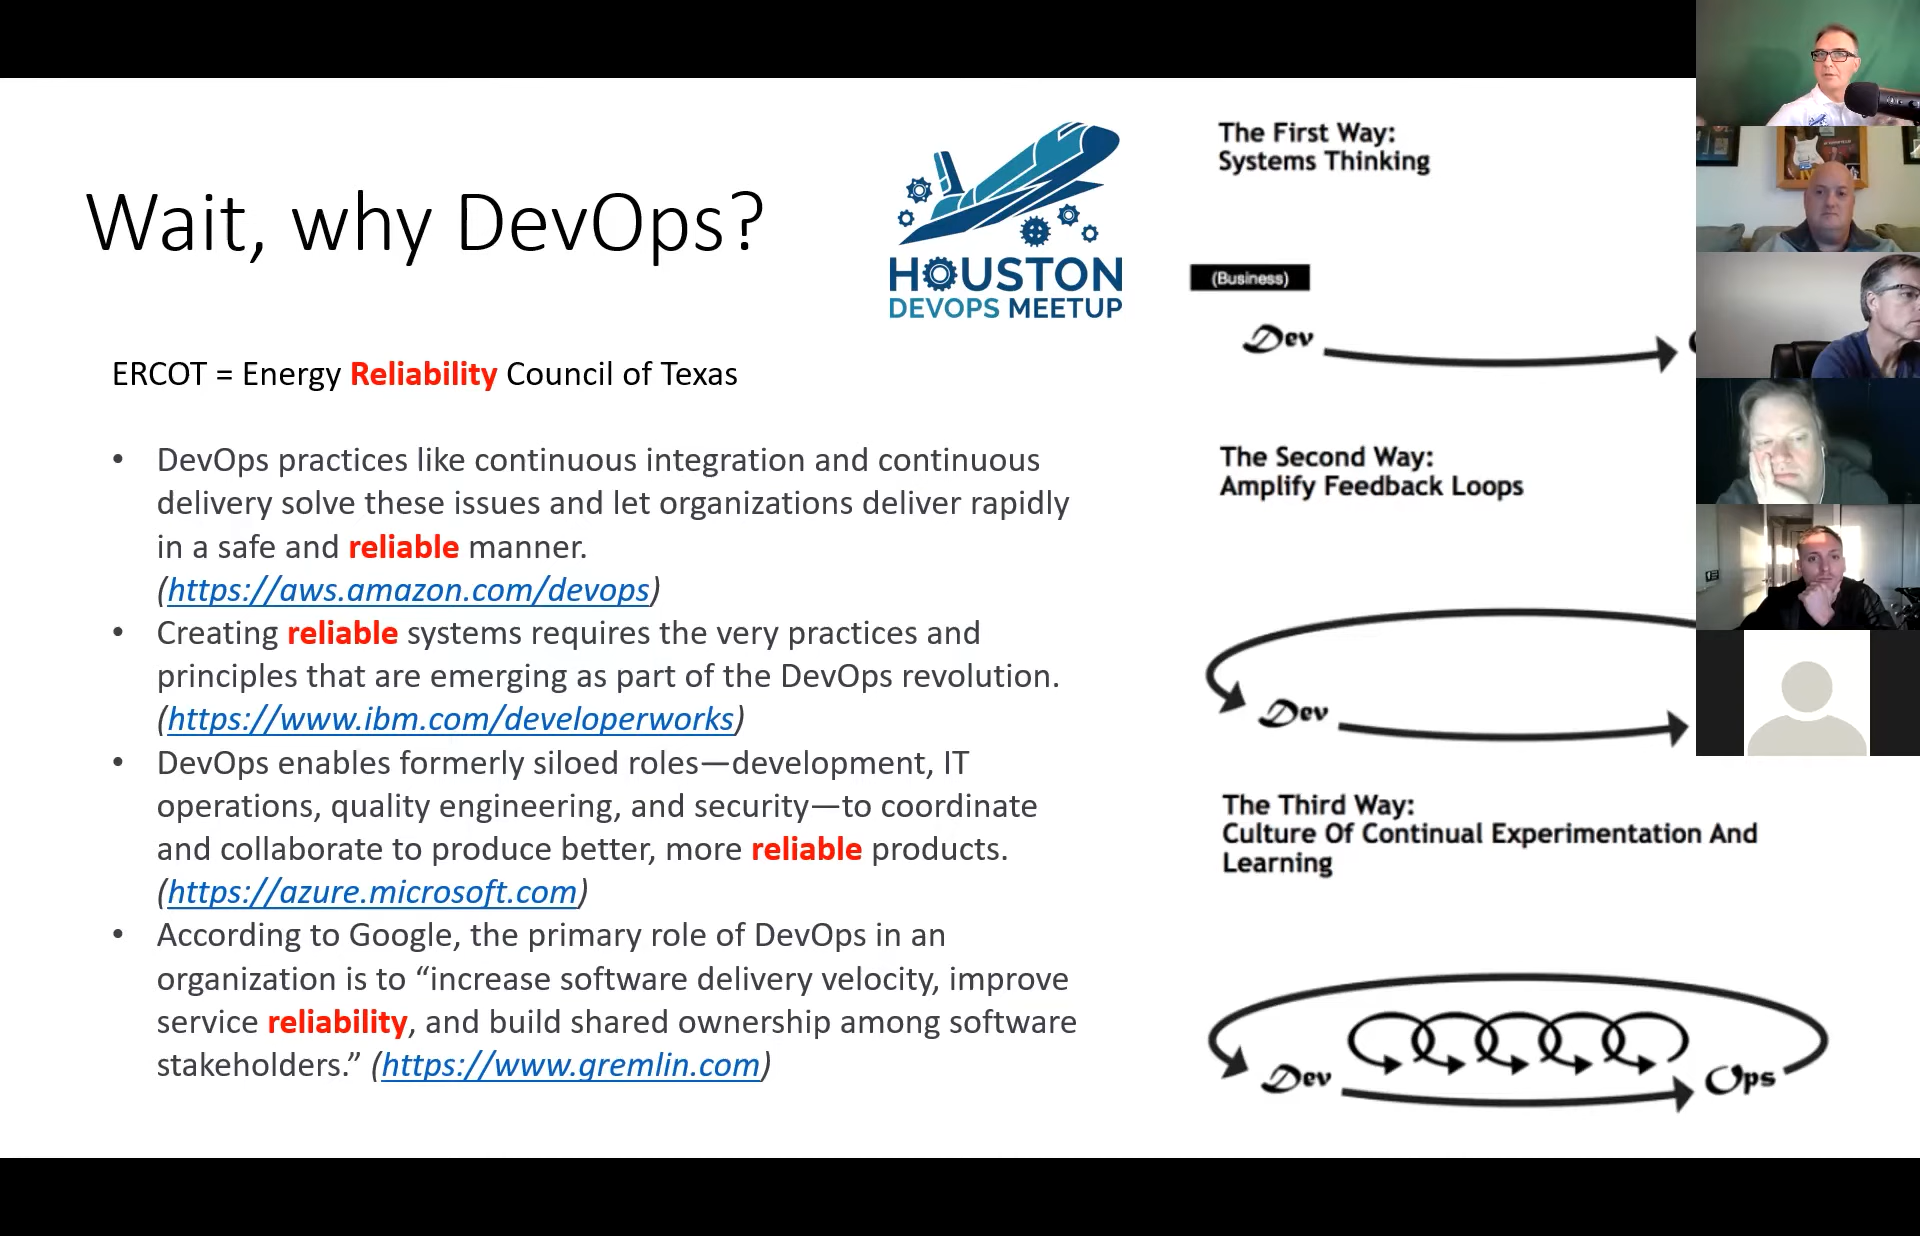 Wait, why DevOps?
HOUSTON
DEVOPS MEETUP
ERCOT = Energy Reliability Council of Texas
• DevOps practices like continuous integration and continuous
delivery solve these issues and let organizations deliver rapidly
in a safe and reliable manner.
(https://aws.amazon.com/devops)
• Creating reliable systems requires the very practices and
principles that are emerging as part of the DevOps revolution.
(https://www.ibm.com/developerworks)
• DevOps enables formerly siloed roles—development, IT
operations, quality engineering, and security—to coordinate
and collaborate to produce better, more reliable products.
(https://azure.microsoft.com)
• According to Google, the primary role of DevOps in an
organization is to “increase software delivery velocity, improve
service reliability, and build shared ownership among software
stakeholders.” (https://www.gremlin.com)
The First Way:
Systems Thinking
(Business)
Dev
The Second Way:
Amplify Feedback Loops
Dev
The Third Way:
Culture Of Continual Experimentation And
Learning
Dev
Ops